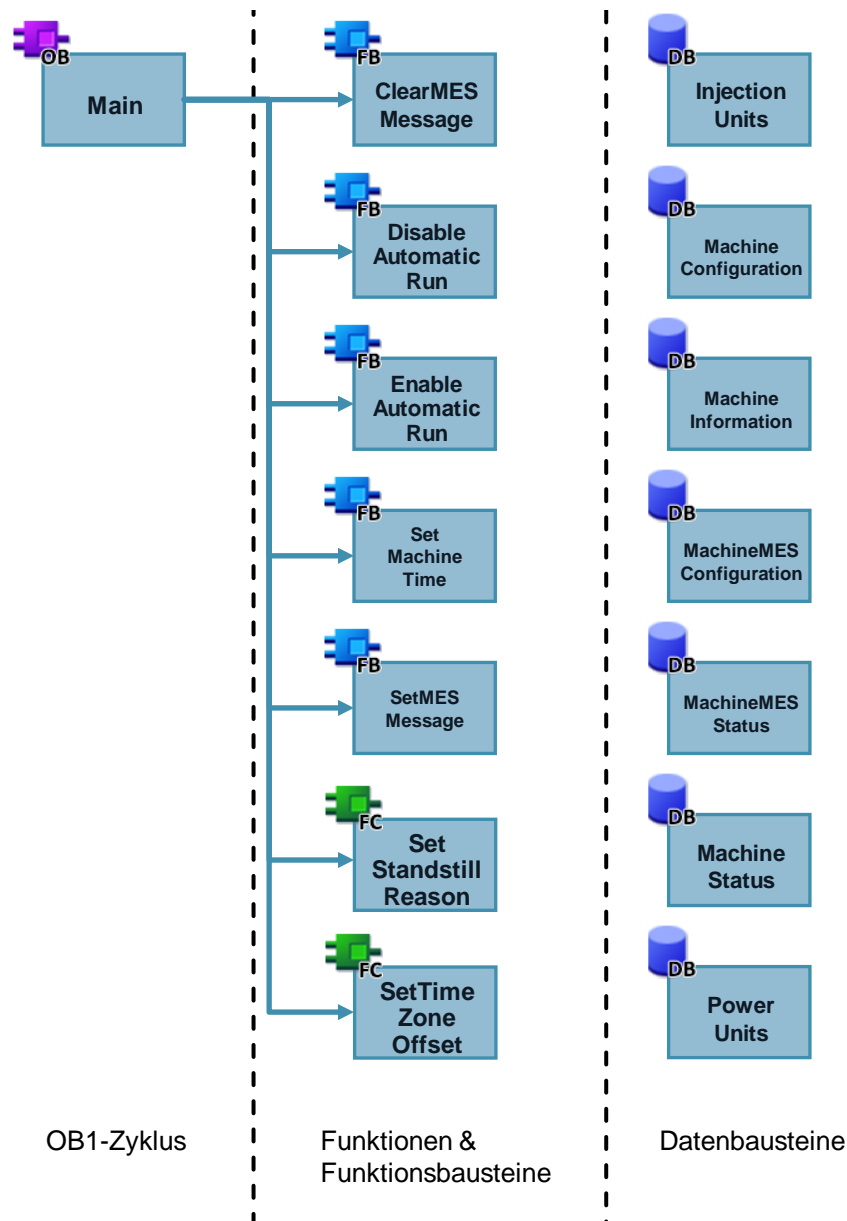 OB
Main
FB
ClearMES
Message
DB
Injection
Units
FB
Disable
Automatic
Run
DB
Machine
Configuration
FB
Enable
Automatic
Run
DB
Machine
Information
FB
Set
Machine
Time
DB
MachineMES
Configuration
FB
SetMES
Message
DB
MachineMES
Status
FC
Set
Standstill
Reason
DB
Machine
Status
FC
SetTime
Zone
Offset
DB
Power
Units
OB1-Zyklus
Funktionen &
Funktionsbausteine
Datenbausteine